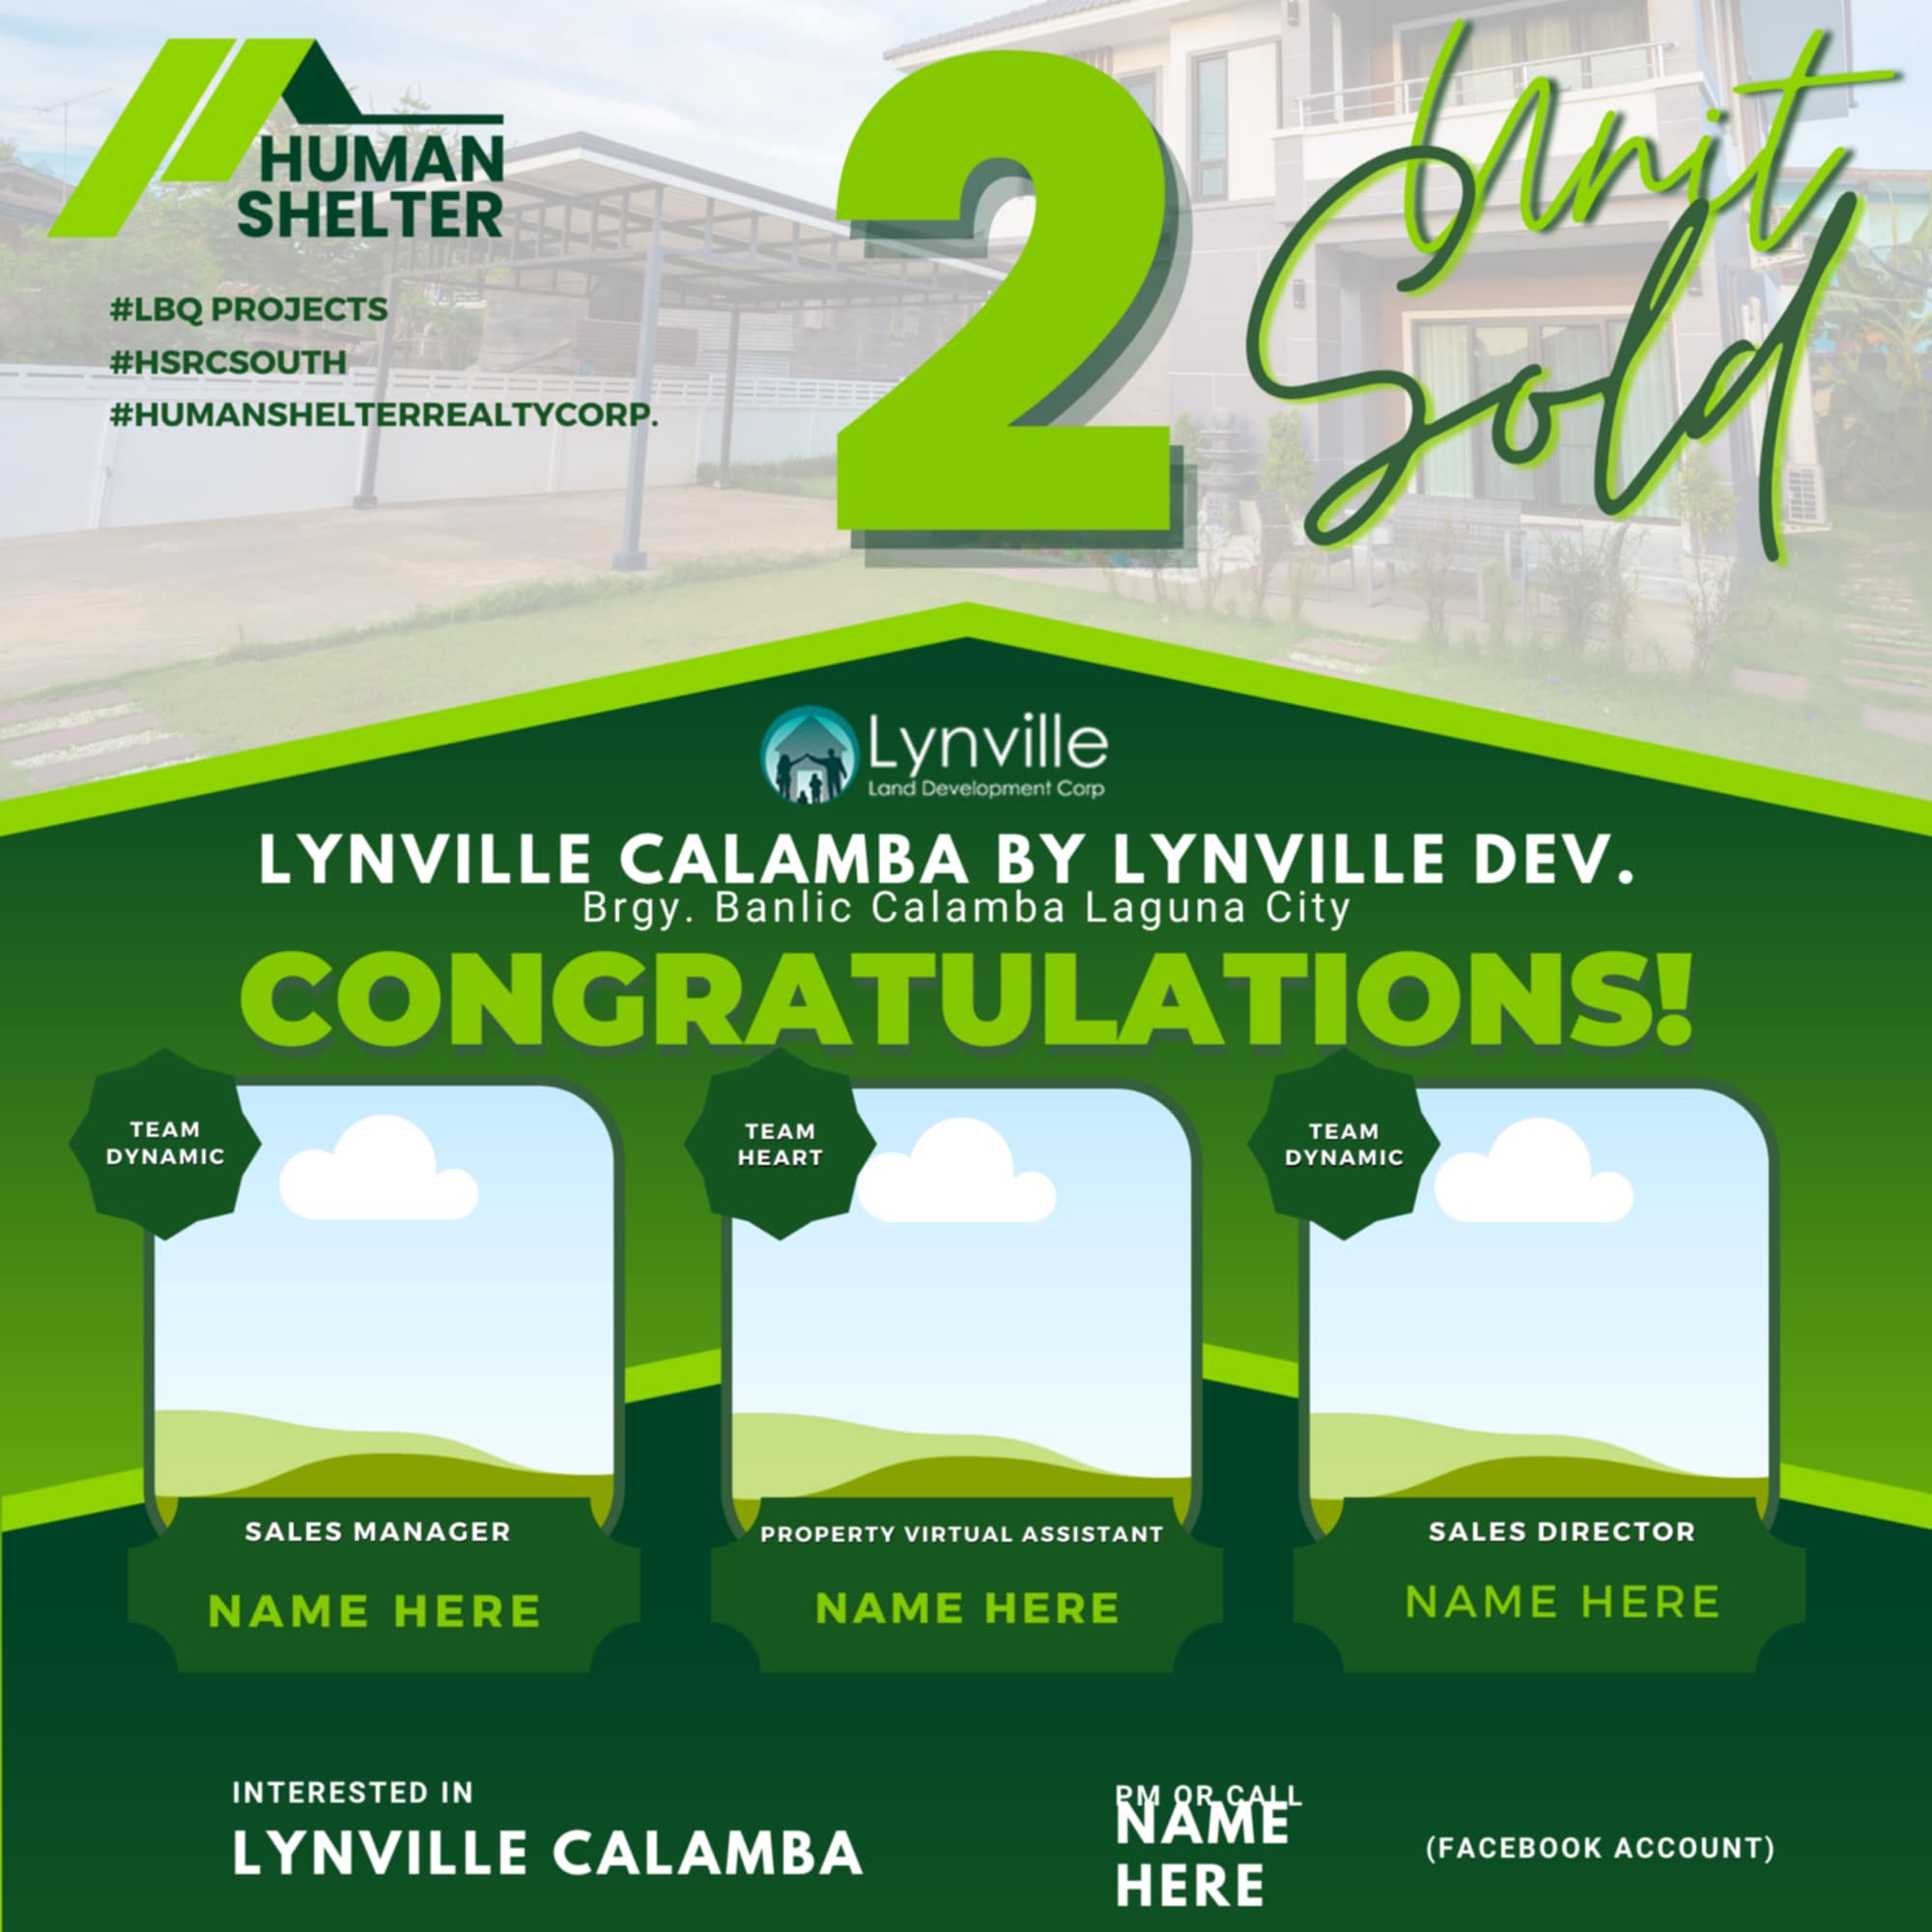 HUMAN
SHELTER
#LBQ PROJECTS
#HSRCSOUTH
#HUMANSHELTERREALTYCORP.
2
Unit
Sold
Lynville
Land Development Corp
LYNVILLE CALAMBA BY LYNVILLE DEV.
Brgy. Banlic Calamba Laguna City
CONGRATULATIONS!
TEAM
DYNAMIC
SALES MANAGER
NAME HERE
TEAM
HEART
PROPERTY VIRTUAL ASSISTANT
NAME HERE
TEAM
DYNAMIC
SALES DIRECTOR
NAME HERE
INTERESTED IN
LYNVILLE CALAMBA
PM OR CALL
NAME
HERE
(FACEBOOK ACCOUNT)